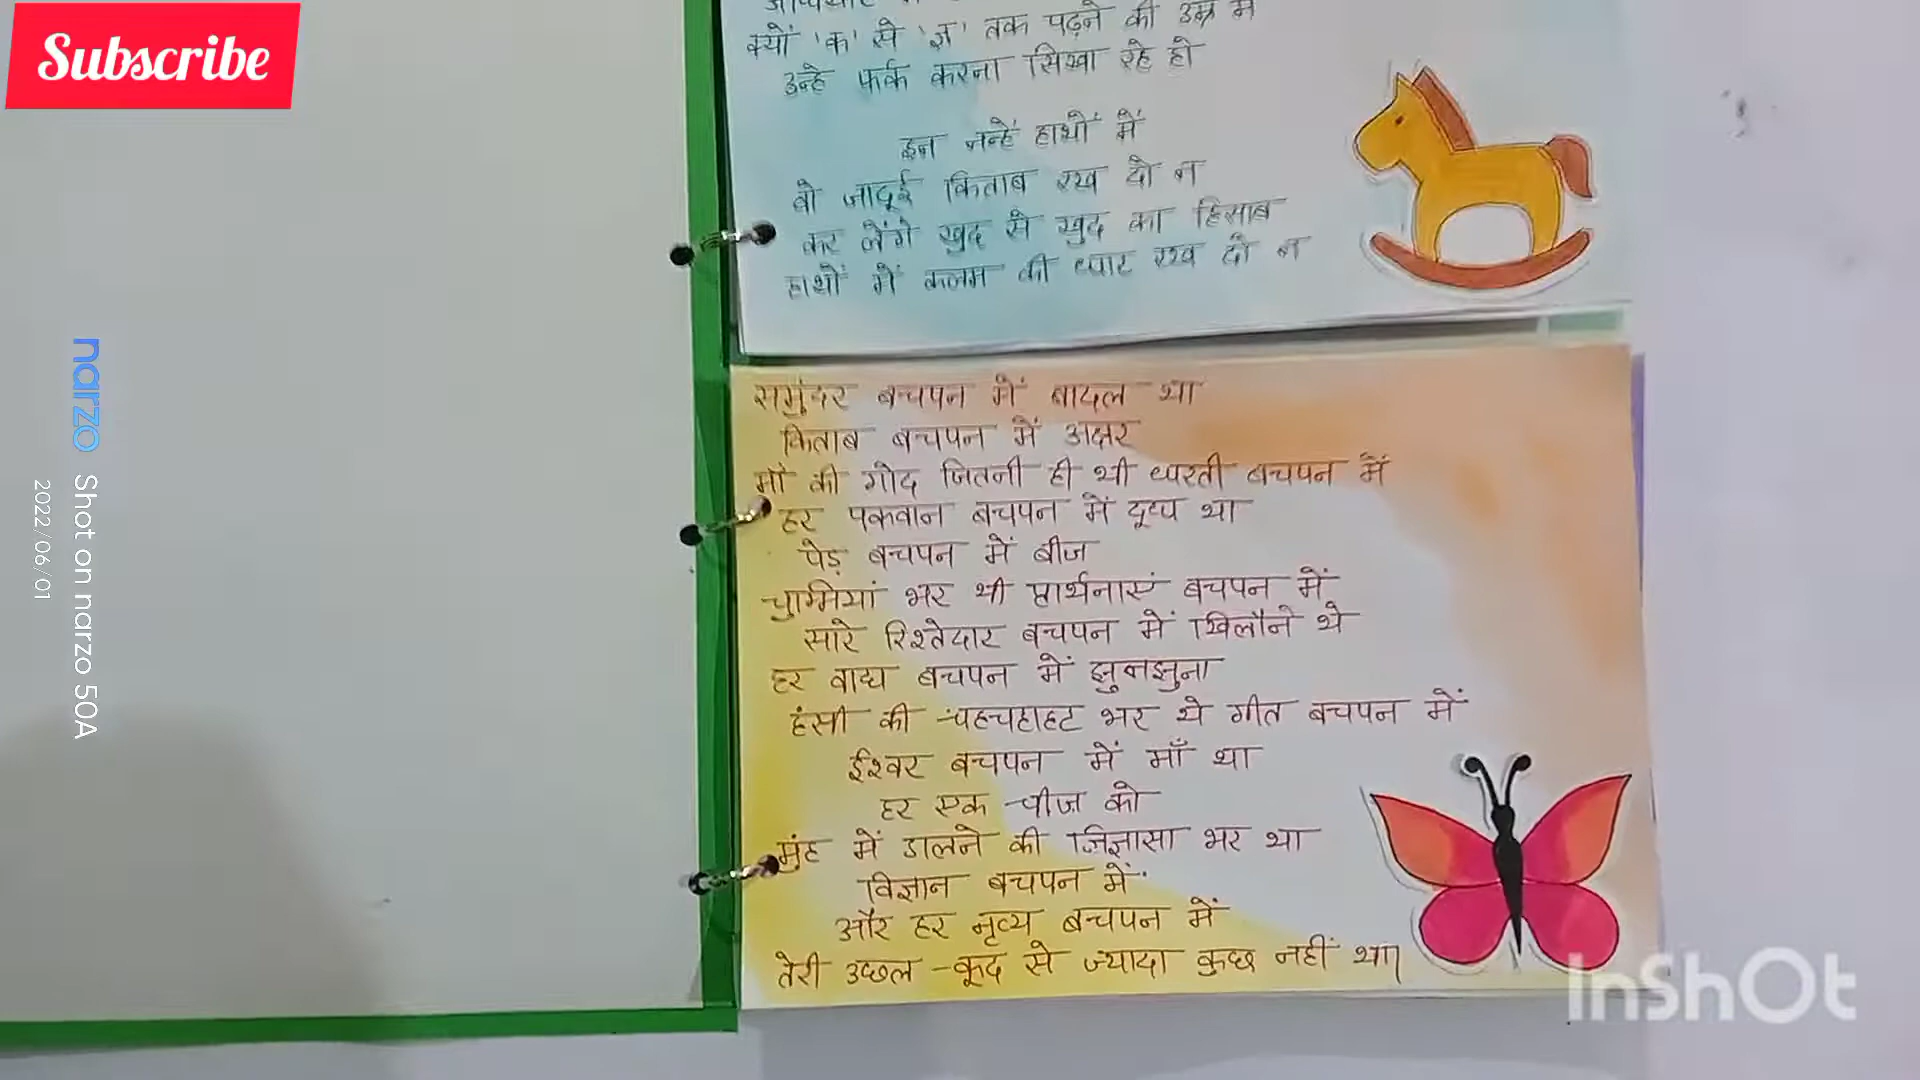 Subscribe
क्यों 'क' से 'ज्ञ' तक पढ़ने की उम्र में
उन्हे फर्क करना सिखा रहे हो
इन नन्हें हाथों में
वो जादूई किताब रख दो न
कर लेंगे खुद से खुद का हिसाब
हाथों में कलम की धार रख दो न
समुंदर बचपन में बादल था
किताब बचपन में अक्षर
माँ की गोद जितनी ही थी धरती बचपन में
हर पकवान बचपन में दूध था
पेड़ बचपन में बीज
चुम्मियां भर थी प्रार्थनाएं बचपन में
सारे रिश्तेदार बचपन में खिलौने थे
हर वाद्य बचपन में झुनझुना
हंसी की चहचहाहट भर थे गीत बचपन में
ईश्वर बचपन में माँ था
हर एक चीज को
मुंह में डालने की जिज्ञासा भर था
विज्ञान बचपन में
और हर नृत्य बचपन में
तेरी उछल-कूद से ज्यादा कुछ नहीं था।
narzo Shot on narzo 50A
2022/06/01
InShOt